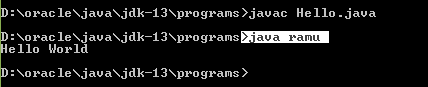 D:\oracle\java\jdk-13\programs>javac Hello.java
D:\oracle\java\jdk-13\programs>java ramu
Hello World
D:\oracle\java\jdk-13\programs>